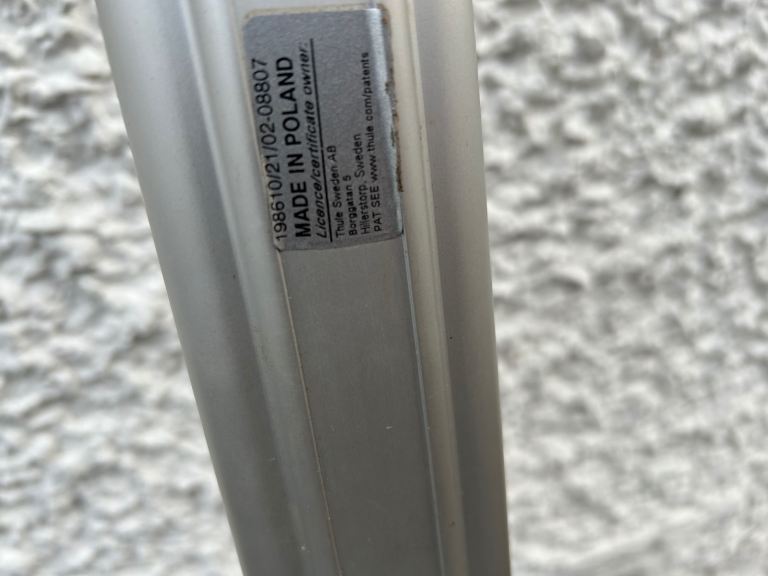 198610/21/02-08807
MADE IN POLAND
Licence/certificate owner:
Thule Sweden AB
Borggatan 5
Hillerstorp, Sweden
PAT SEE www.thule.com/patents